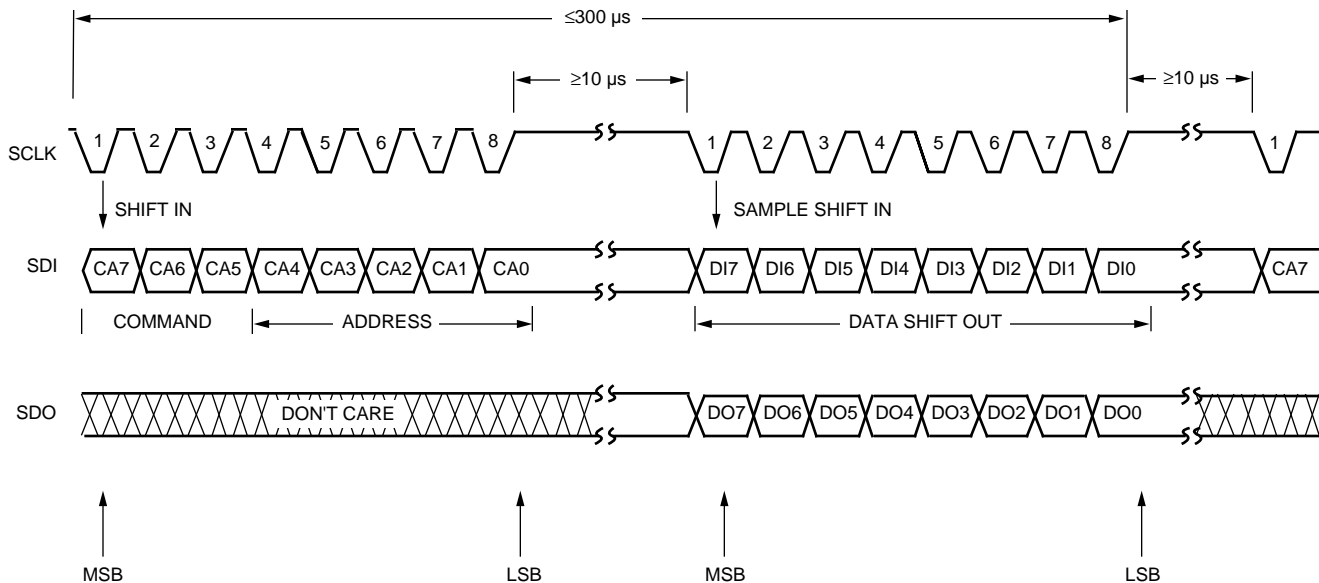 ≤300 µs
≥10 µs
≥10 µs
SCLK
1 2 3 4 5 6 7 8 1 2 3 4 5 6 7 8 1
SHIFT IN
SAMPLE SHIFT IN
SDI
CA7 CA6 CA5 CA4 CA3 CA2 CA1 CA0 DI7 DI6 DI5 DI4 DI3 DI2 DI1 DI0 CA7
COMMAND
ADDRESS
DATA SHIFT OUT
SDO
DON'T CARE
DO7 DO6 DO5 DO4 DO3 DO2 DO1 DO0
MSB
LSB
MSB
LSB